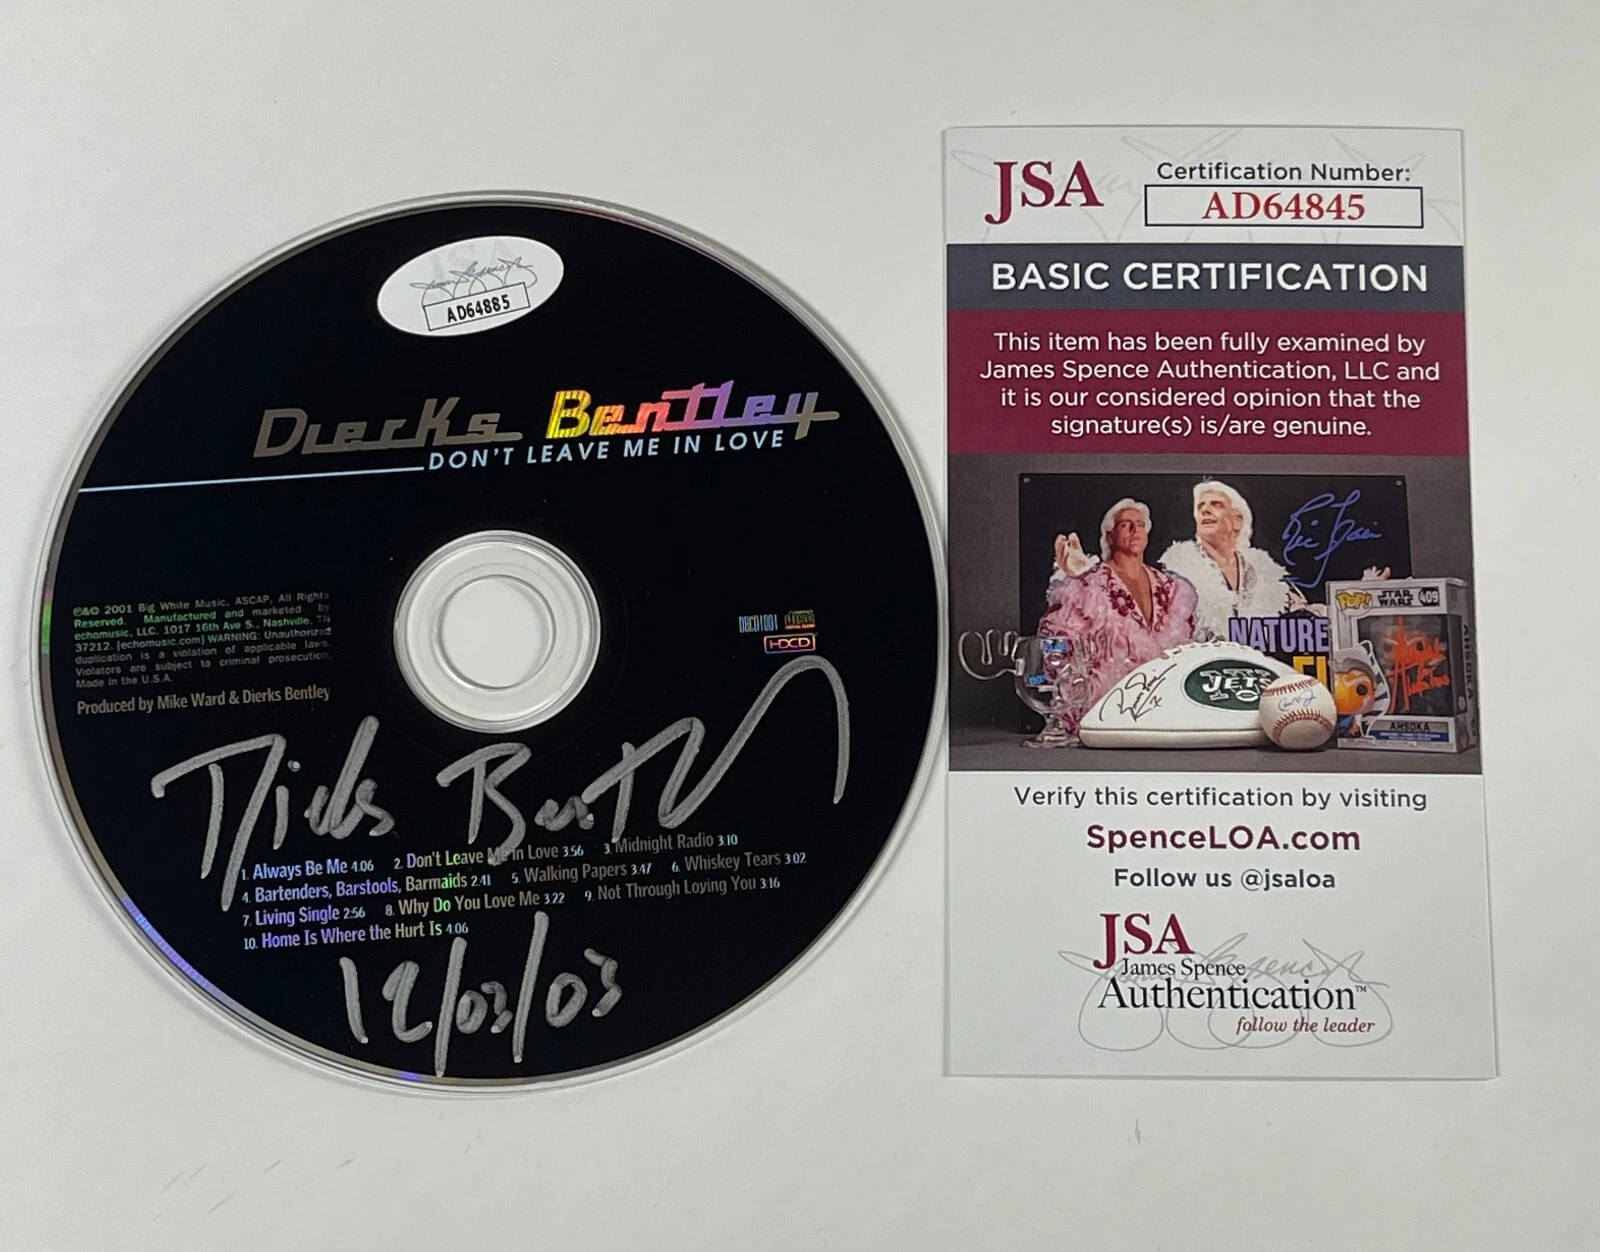 AD64885
Dierks Bentley
DON'T LEAVE ME IN LOVE
℗&© 2001 Big White Music, ASCAP, All Rights
Reserved. Manufactured and marketed by
echomusic, LLC. 1017 16th Ave S., Nashville, TN
37212. [echomusic.com] WARNING: Unauthorized
duplication is a violation of applicable laws.
Violators are subject to criminal prosecution.
Made in the U.S.A.
Produced by Mike Ward & Dierks Bentley
DBCD1001
HDCD
Dierks Bentley
1. Always Be Me 4:06 2. Don't Leave Me in Love 3:56 3. Midnight Radio 3:10
4. Bartenders, Barstools, Barmaids 2:41 5. Walking Papers 3:47 6. Whiskey Tears 3:02
7. Living Single 2:56 8. Why Do You Love Me 3:22 9. Not Through Loving You 3:16
10. Home Is Where the Hurt Is 4:06
12/03/03
JSA
Certification Number:
AD64845
BASIC CERTIFICATION
This item has been fully examined by
James Spence Authentication, LLC and
it is our considered opinion that the
signature(s) is/are genuine.
Ric Flair
NATURE
POP! STAR WARS 409
JETS
AHSOKA
AHSOKA
Verify this certification by visiting
SpenceLOA.com
Follow us @jsaloa
JSA
James Spence
Authentication™
follow the leader